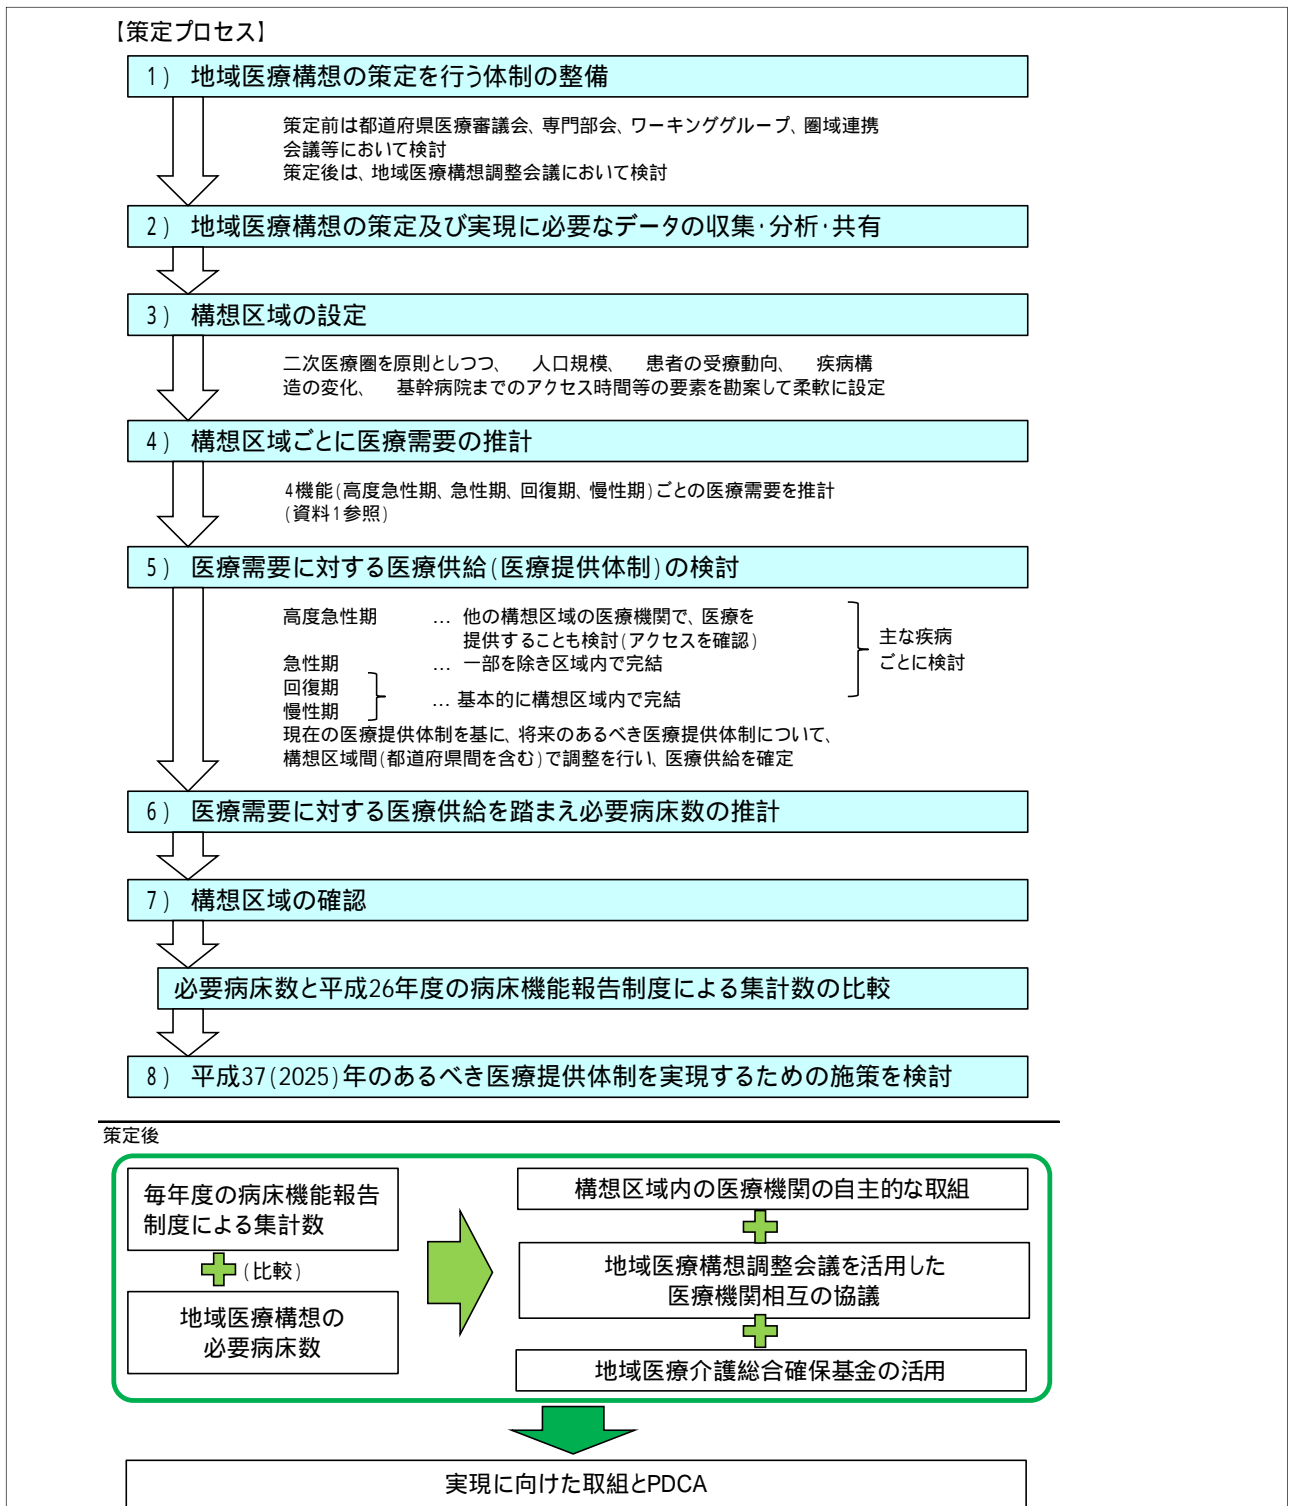 【策定プロセス】
1) 地域医療構想の策定を行う体制の整備
策定前は都道府県医療審議会、専門部会、ワーキンググループ、圏域連携
会議等において検討
策定後は、地域医療構想調整会議において検討
2) 地域医療構想の策定及び実現に必要なデータの収集・分析・共有
3) 構想区域の設定
二次医療圏を原則としつつ、 人口規模、 患者の受療動向、 疾病構
造の変化、 基幹病院までのアクセス時間等の要素を勘案して柔軟に設定
4) 構想区域ごとに医療需要の推計
4機能(高度急性期、急性期、回復期、慢性期)ごとの医療需要を推計
(資料1参照)
5) 医療需要に対する医療供給(医療提供体制)の検討
高度急性期 … 他の構想区域の医療機関で、医療を
提供することも検討(アクセスを確認)
急性期 … 一部を除き区域内で完結
回復期
慢性期
… 基本的に構想区域内で完結
主な疾病
ごとに検討
現在の医療提供体制を基に、将来のあるべき医療提供体制について、
構想区域間(都道府県間を含む)で調整を行い、医療供給を確定
6) 医療需要に対する医療供給を踏まえ必要病床数の推計
7) 構想区域の確認
必要病床数と平成26年度の病床機能報告制度による集計数の比較
8) 平成37(2025)年のあるべき医療提供体制を実現するための施策を検討
策定後
毎年度の病床機能報告
制度による集計数
(比較)
地域医療構想の
必要病床数
構想区域内の医療機関の自主的な取組
地域医療構想調整会議を活用した
医療機関相互の協議
地域医療介護総合確保基金の活用
実現に向けた取組とPDCA